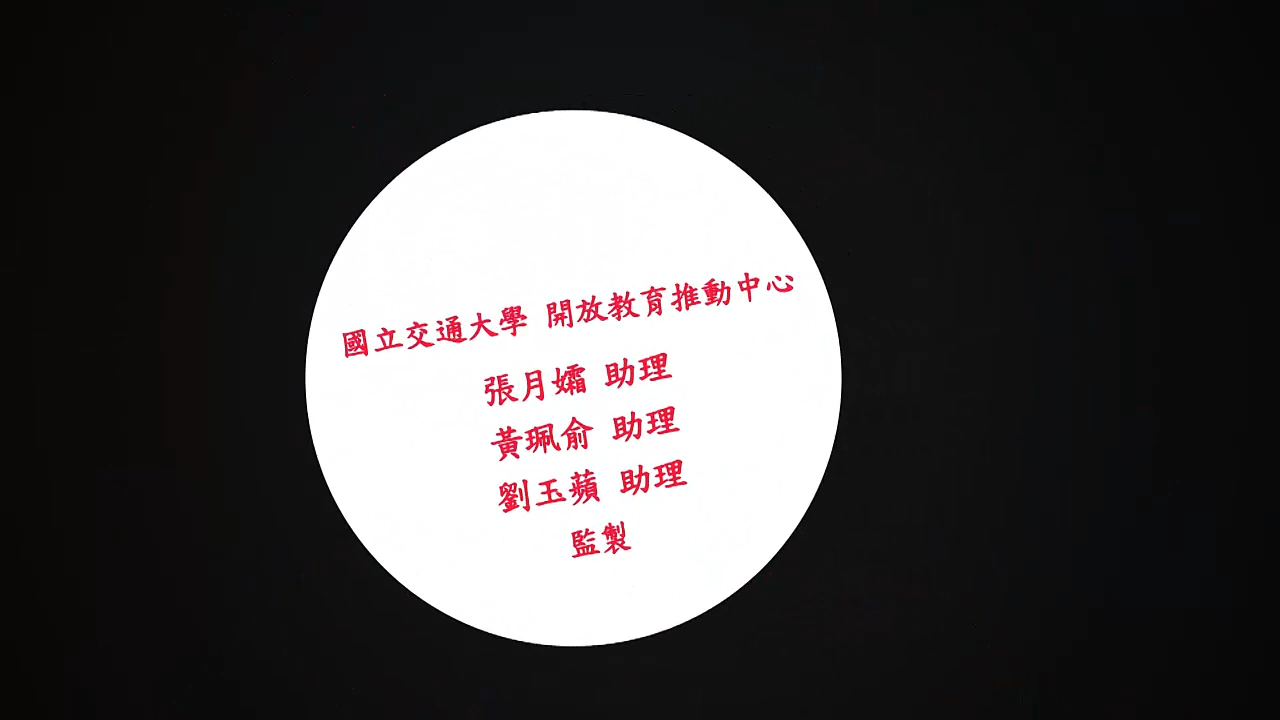 國立交通大學 開放教育推動中心
張月孀 助理
黃珮俞 助理
劉玉蘋 助理
監製